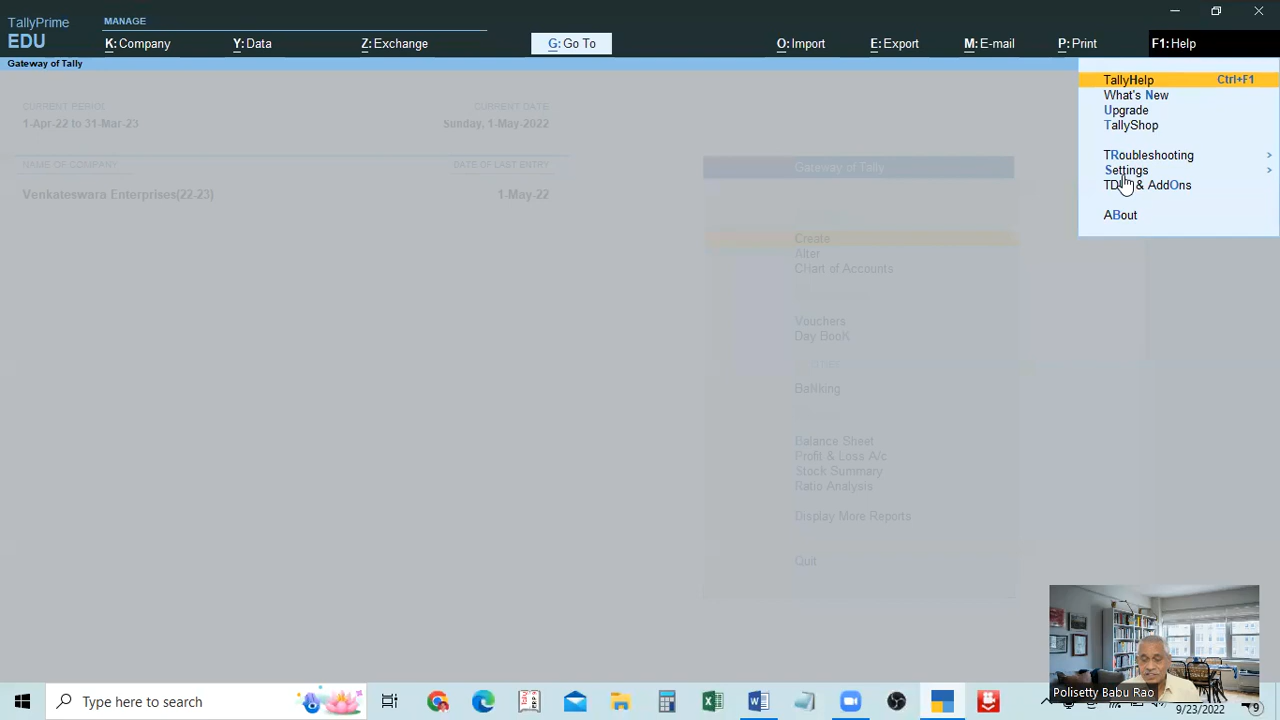 TallyPrime
EDU
MANAGE
K: Company
Y: Data
Z: Exchange
G: Go To
O: Import
E: Export
M: E-mail
P: Print
F1: Help
Gateway of Tally
CURRENT PERIOD
CURRENT DATE
1-Apr-22 to 31-Mar-23
Sunday, 1-May-2022
NAME OF COMPANY
DATE OF LAST ENTRY
Venkateswara Enterprises(22-23)
1-May-22
Gateway of Tally
Create
Alter
CHart of Accounts
Vouchers
Day BooK
BaNking
Balance Sheet
Profit & Loss A/c
Stock Summary
Ratio Analysis
Display More Reports
Quit
TallyHelp Ctrl+F1
What's New
Upgrade
TallyShop
TRoubleshooting >
Settings >
& AddOns
ABout
Polisetty Babu Rao
Type here to search
9/23/2022
9